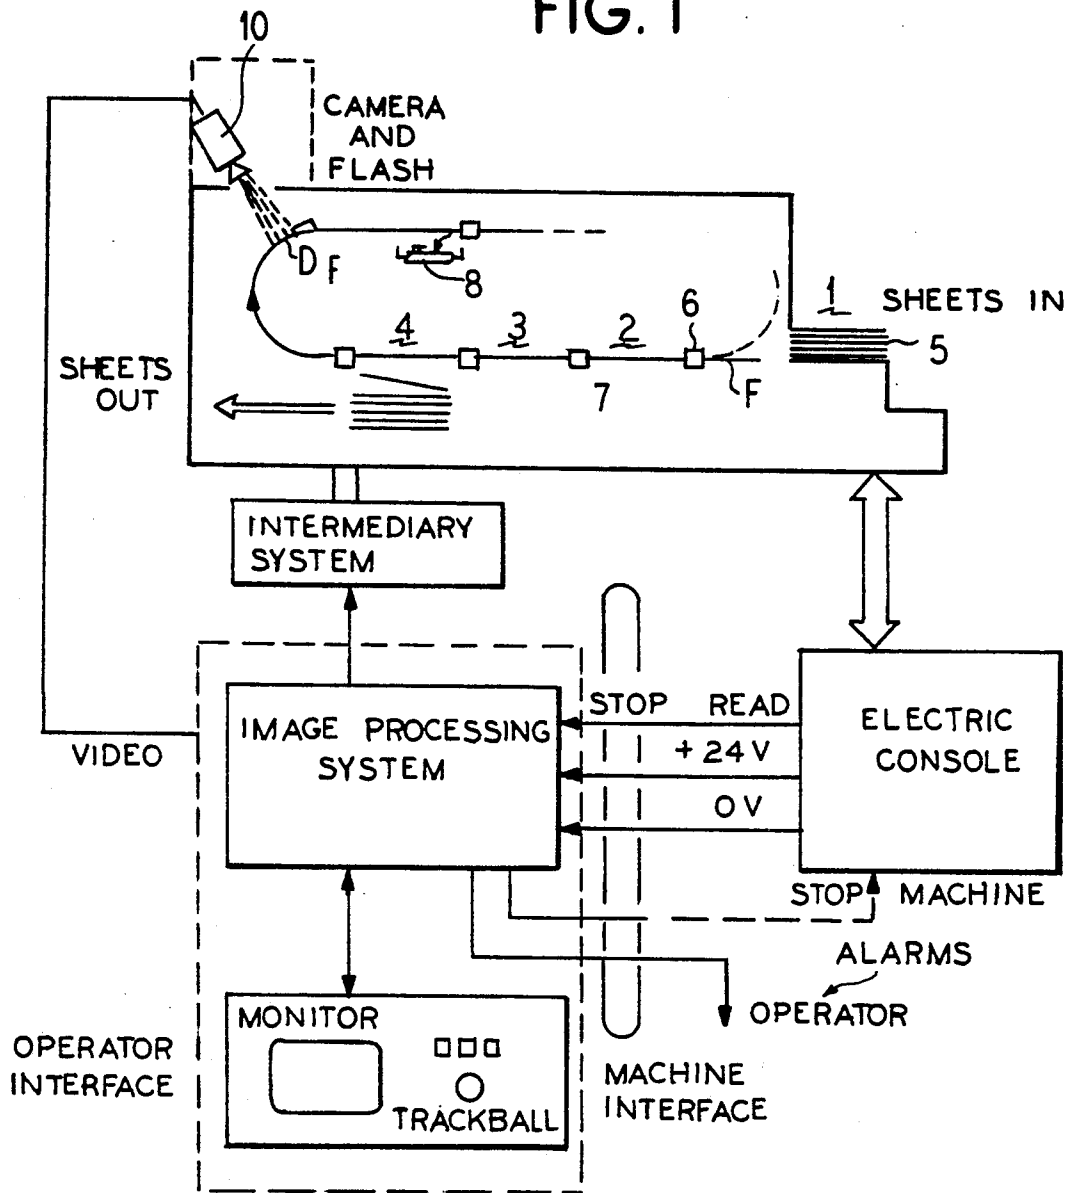 FIG. 1
10
CAMERA
AND
FLASH
D
F
8
1
SHEETS IN
6
4
3
2
5
SHEETS
OUT
7
F
INTERMEDIARY
SYSTEM
STOP READ
IMAGE PROCESSING
SYSTEM
ELECTRIC
CONSOLE
+24V
VIDEO
0V
STOP MACHINE
ALARMS
OPERATOR
MONITOR
OPERATOR
INTERFACE
TRACKBALL
MACHINE
INTERFACE